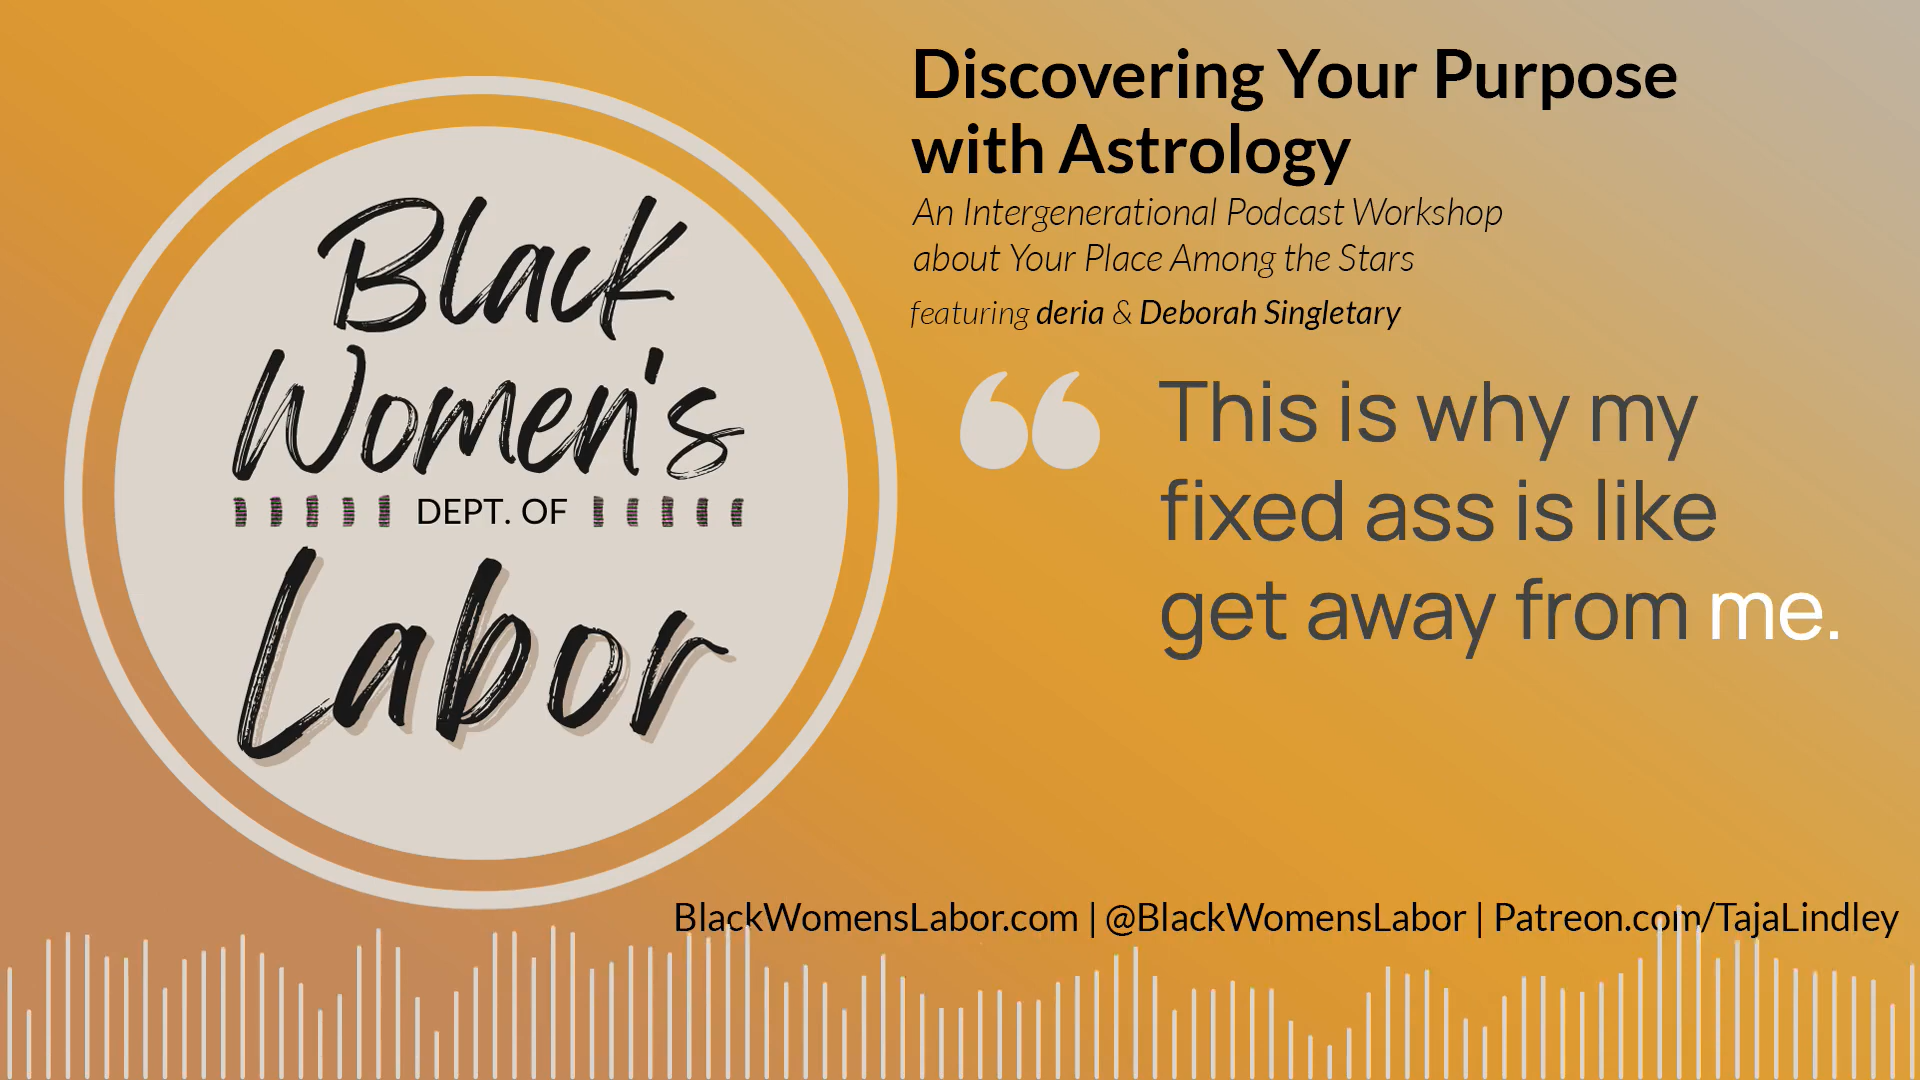 Black
Women's
DEPT. OF
Labor
Discovering Your Purpose
with Astrology
An Intergenerational Podcast Workshop
about Your Place Among the Stars
featuring deria & Deborah Singletary
“
This is why my
fixed ass is like
get away from me.
BlackWomensLabor.com | @BlackWomensLabor | Patreon.com/TajaLindley